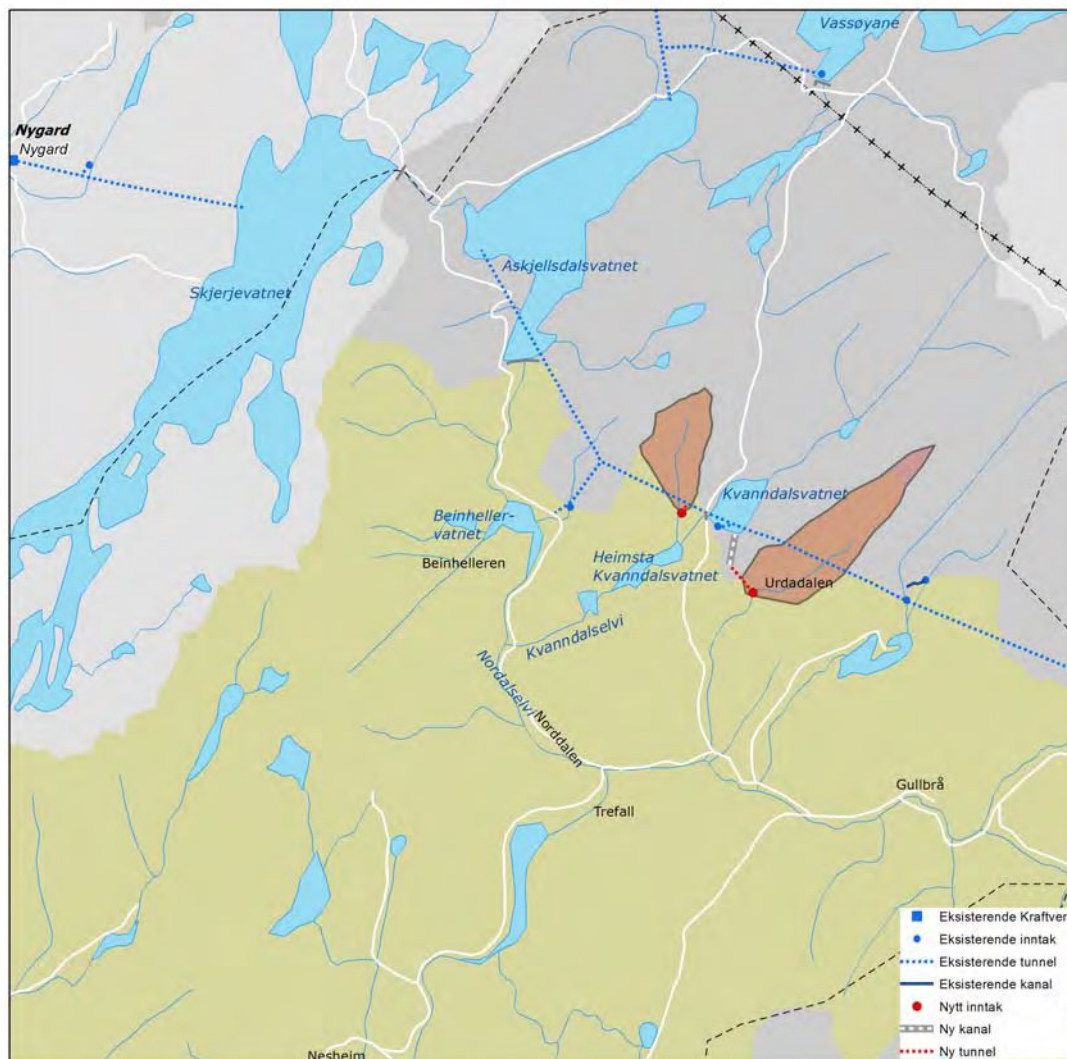 Vassøyane
Nygard
Nygard
Askjellsdalsvatnet
Skjerjevatnet
Kvanndalsvatnet
Beinheller-
vatnet
Beinhelleren
Heimsta
Kvanndalsvatnet
Urdadalen
Kvanndalselvi
Nordalselvi
Norddalen
Gullbrå
Trefall
Nesheim
Eksisterende Kraftver
Eksisterende inntak
Eksisterende tunnel
Eksisterende kanal
Nytt inntak
Ny kanal
Ny tunnel